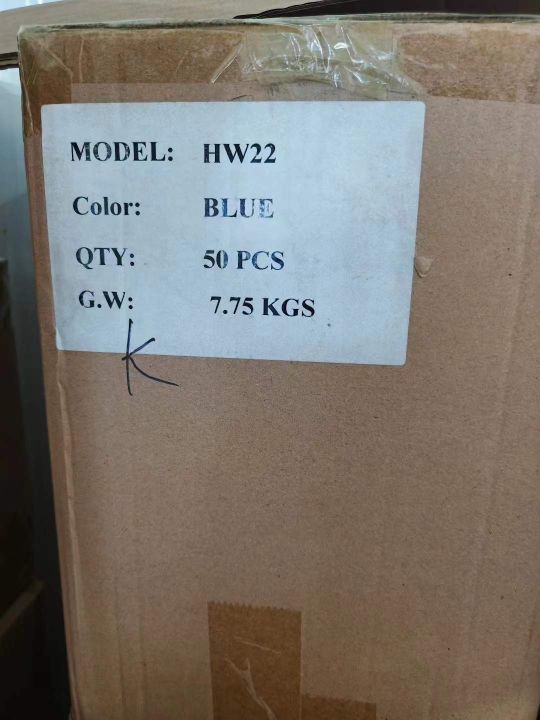 MODEL: HW22
Color: BLUE
QTY: 50 PCS
G.W: 7.75 KGS
K